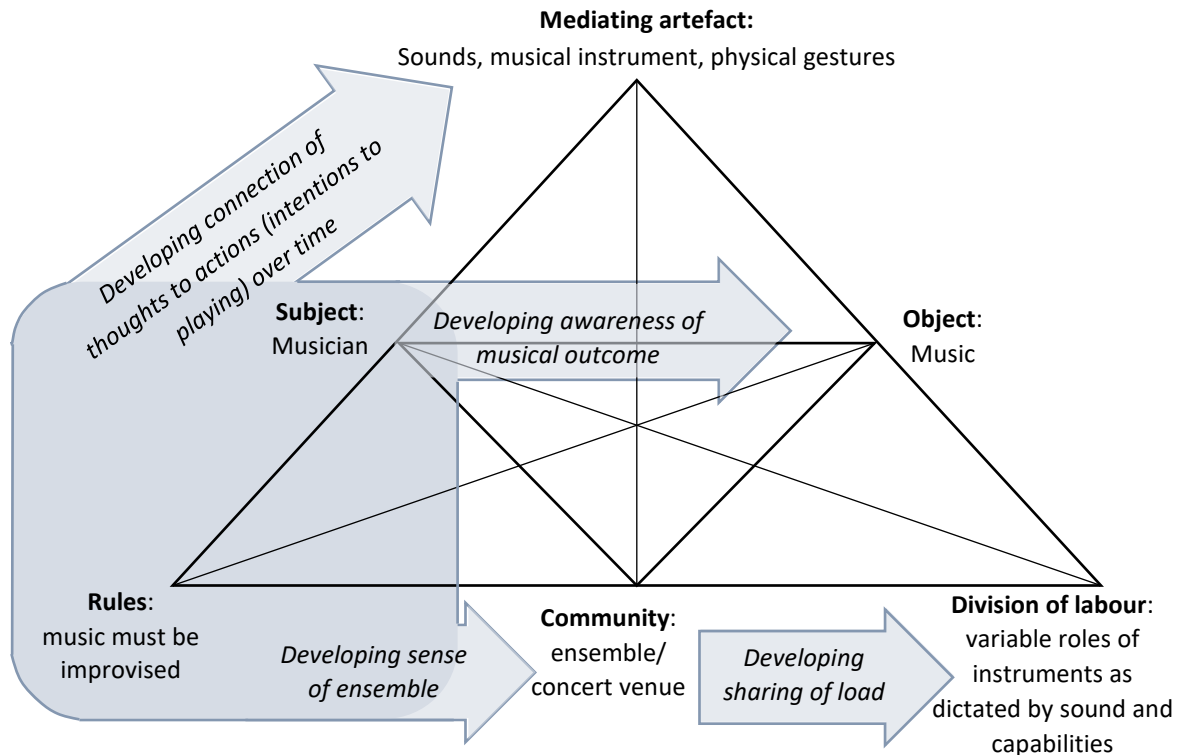 Mediating artefact:
Sounds, musical instrument, physical gestures
Developing connection of
thoughts to actions (intentions to
playing) over time
Subject:
Musician
Developing awareness of
musical outcome
Object:
Music
Rules:
music must be
improvised
Developing sense
of ensemble
Community:
ensemble/
concert venue
Developing
sharing of load
Division of labour:
variable roles of
instruments as
dictated by sound and
capabilities